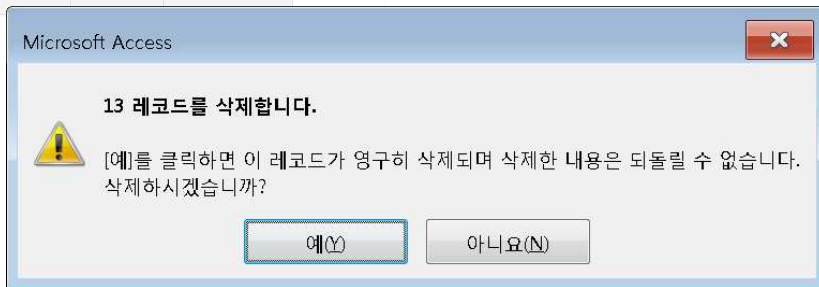 Microsoft Access
13 레코드를 삭제합니다.
[예]를 클릭하면 이 레코드가 영구히 삭제되며 삭제한 내용은 되돌릴 수 없습니다.
삭제하시겠습니까?
예(Y)
아니요(N)